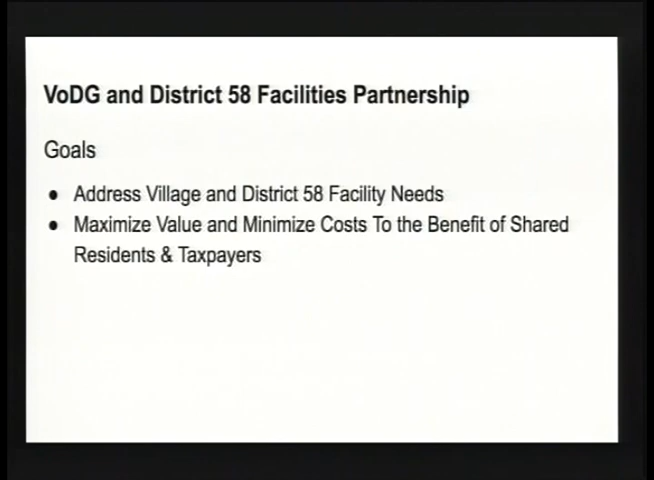 VoDG and District 58 Facilities Partnership
Goals
● Address Village and District 58 Facility Needs
● Maximize Value and Minimize Costs To the Benefit of Shared
Residents & Taxpayers